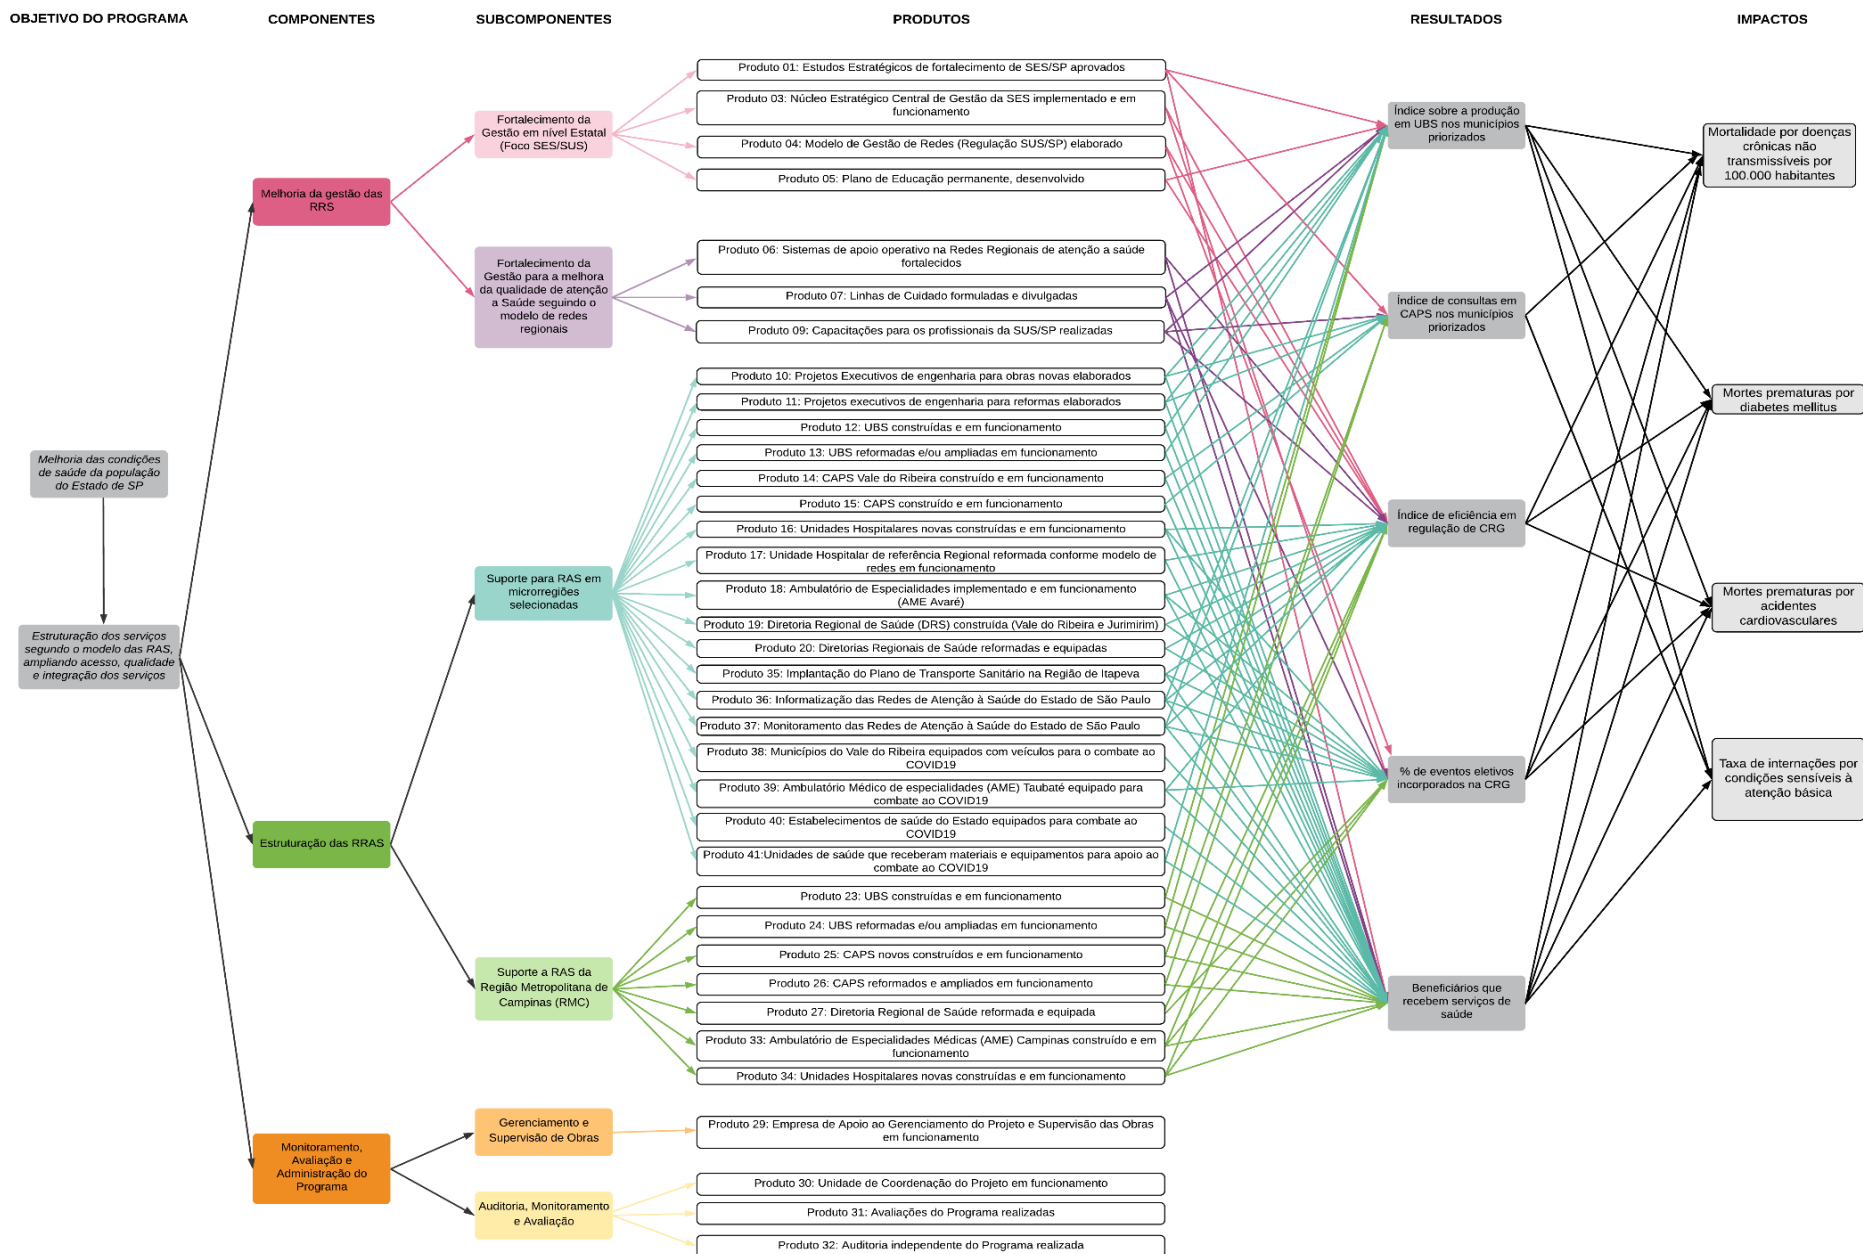 OBJETIVO DO PROGRAMA
COMPONENTES
SUBCOMPONENTES
PRODUTOS
RESULTADOS
IMPACTOS
Melhoria das condições
de saúde da população
do Estado de SP
Estruturação dos serviços
segundo o modelo das RAS,
ampliando acesso, qualidade
e integração dos serviços
Melhoria da gestão das
RRS
Estruturação das RRAS
Monitoramento,
Avaliação e
Administração do
Programa
Fortalecimento da
Gestão em nível Estatal
(Foco SES/SUS)
Fortalecimento da
Gestão para a melhora
da qualidade de atenção
a Saúde seguindo o
modelo de redes
regionais
Suporte para RAS em
microrregiões
selecionadas
Suporte a RAS da
Região Metropolitana de
Campinas (RMC)
Gerenciamento e
Supervisão de Obras
Auditoria, Monitoramento
e Avaliação
Produto 01: Estudos Estratégicos de fortalecimento de SES/SP aprovados
Produto 03: Núcleo Estratégico Central de Gestão da SES implementado e em
funcionamento
Produto 04: Modelo de Gestão de Redes (Regulação SUS/SP) elaborado
Produto 05: Plano de Educação permanente, desenvolvido
Produto 06: Sistemas de apoio operativo na Redes Regionais de atenção a saúde
fortalecidos
Produto 07: Linhas de Cuidado formuladas e divulgadas
Produto 09: Capacitações para os profissionais da SUS/SP realizadas
Produto 10: Projetos Executivos de engenharia para obras novas elaborados
Produto 11: Projetos executivos de engenharia para reformas elaborados
Produto 12: UBS construídas e em funcionamento
Produto 13: UBS reformadas e/ou ampliadas em funcionamento
Produto 14: CAPS Vale do Ribeira construído e em funcionamento
Produto 15: CAPS construído e em funcionamento
Produto 16: Unidades Hospitalares novas construídas e em funcionamento
Produto 17: Unidade Hospitalar de referência Regional reformada conforme modelo de
redes em funcionamento
Produto 18: Ambulatório de Especialidades implementado e em funcionamento
(AME Avaré)
Produto 19: Diretoria Regional de Saúde (DRS) construída (Vale do Ribeira e Jurimirim)
Produto 20: Diretorias Regionais de Saúde reformadas e equipadas
Produto 35: Implantação do Plano de Transporte Sanitário na Região de Itapeva
Produto 36: Informatização das Redes de Atenção à Saúde do Estado de São Paulo
Produto 37: Monitoramento das Redes de Atenção à Saúde do Estado de São Paulo
Produto 38: Municípios do Vale do Ribeira equipados com veículos para o combate ao
COVID19
Produto 39: Ambulatório Médico de especialidades (AME) Taubaté equipado para
combate ao COVID19
Produto 40: Estabelecimentos de saúde do Estado equipados para combate ao
COVID19
Produto 41:Unidades de saúde que receberam materiais e equipamentos para apoio ao
combate ao COVID19
Produto 23: UBS construídas e em funcionamento
Produto 24: UBS reformadas e/ou ampliadas em funcionamento
Produto 25: CAPS novos construídos e em funcionamento
Produto 26: CAPS reformados e ampliados em funcionamento
Produto 27: Diretoria Regional de Saúde reformada e equipada
Produto 33: Ambulatório de Especialidades Médicas (AME) Campinas construído e em
funcionamento
Produto 34: Unidades Hospitalares novas construídas e em funcionamento
Produto 29: Empresa de Apoio ao Gerenciamento do Projeto e Supervisão das Obras
em funcionamento
Produto 30: Unidade de Coordenação do Projeto em funcionamento
Produto 31: Avaliações do Programa realizadas
Produto 32: Auditoria independente do Programa realizada
Índice sobre a produção
em UBS nos municípios
priorizados
Índice de consultas em
CAPS nos municípios
priorizados
Índice de eficiência em
regulação de CRG
% de eventos eletivos
incorporados na CRG
Beneficiários que
recebem serviços de
saúde
Mortalidade por doenças
crônicas não
transmissíveis por
100.000 habitantes
Mortes prematuras por
diabetes mellitus
Mortes prematuras por
acidentes
cardiovasculares
Taxa de internações por
condições sensíveis à
atenção básica